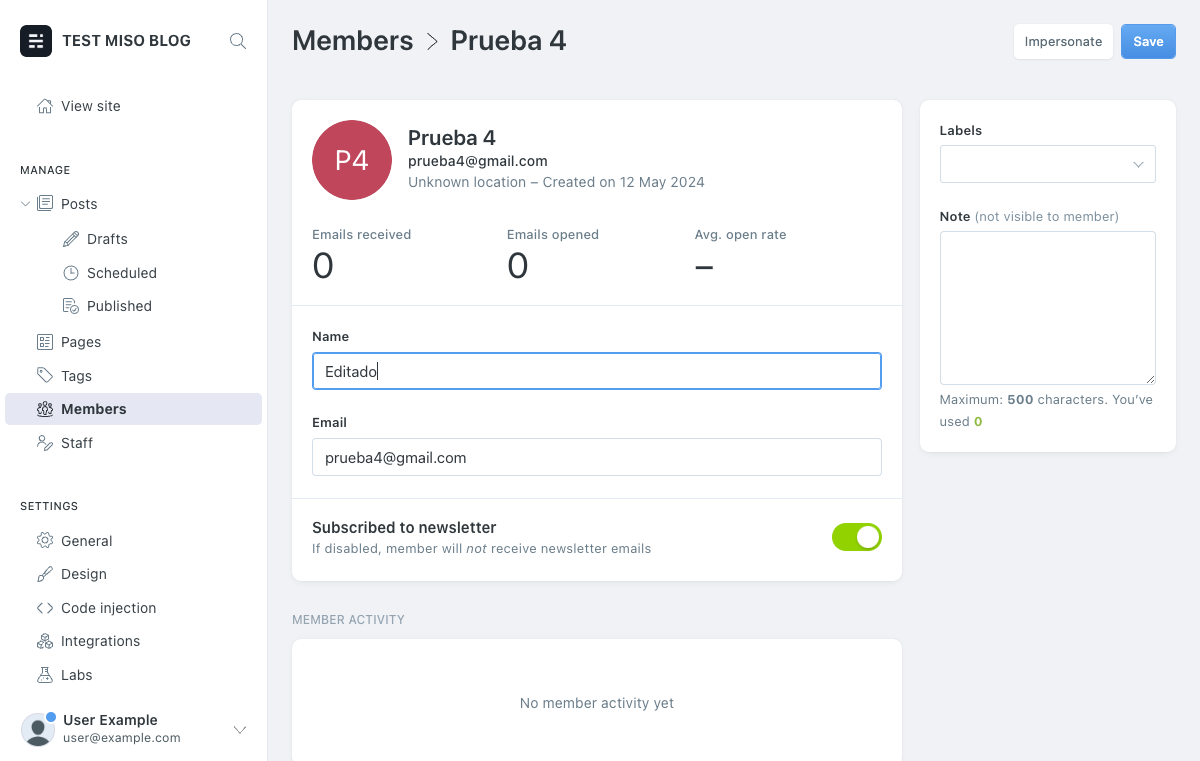 TEST MISO BLOG
View site
MANAGE
Posts
Drafts
Scheduled
Published
Pages
Tags
Members
Staff
SETTINGS
General
Design
Code injection
Integrations
Labs
User Example
user@example.com
Members > Prueba 4
Impersonate
Save
P4
Prueba 4
prueba4@gmail.com
Unknown location – Created on 12 May 2024
Emails received
0
Emails opened
0
Avg. open rate
–
Name
Editado
Email
prueba4@gmail.com
Subscribed to newsletter
If disabled, member will not receive newsletter emails
MEMBER ACTIVITY
No member activity yet
Labels
Note (not visible to member)
Maximum: 500 characters. You’ve
used 0